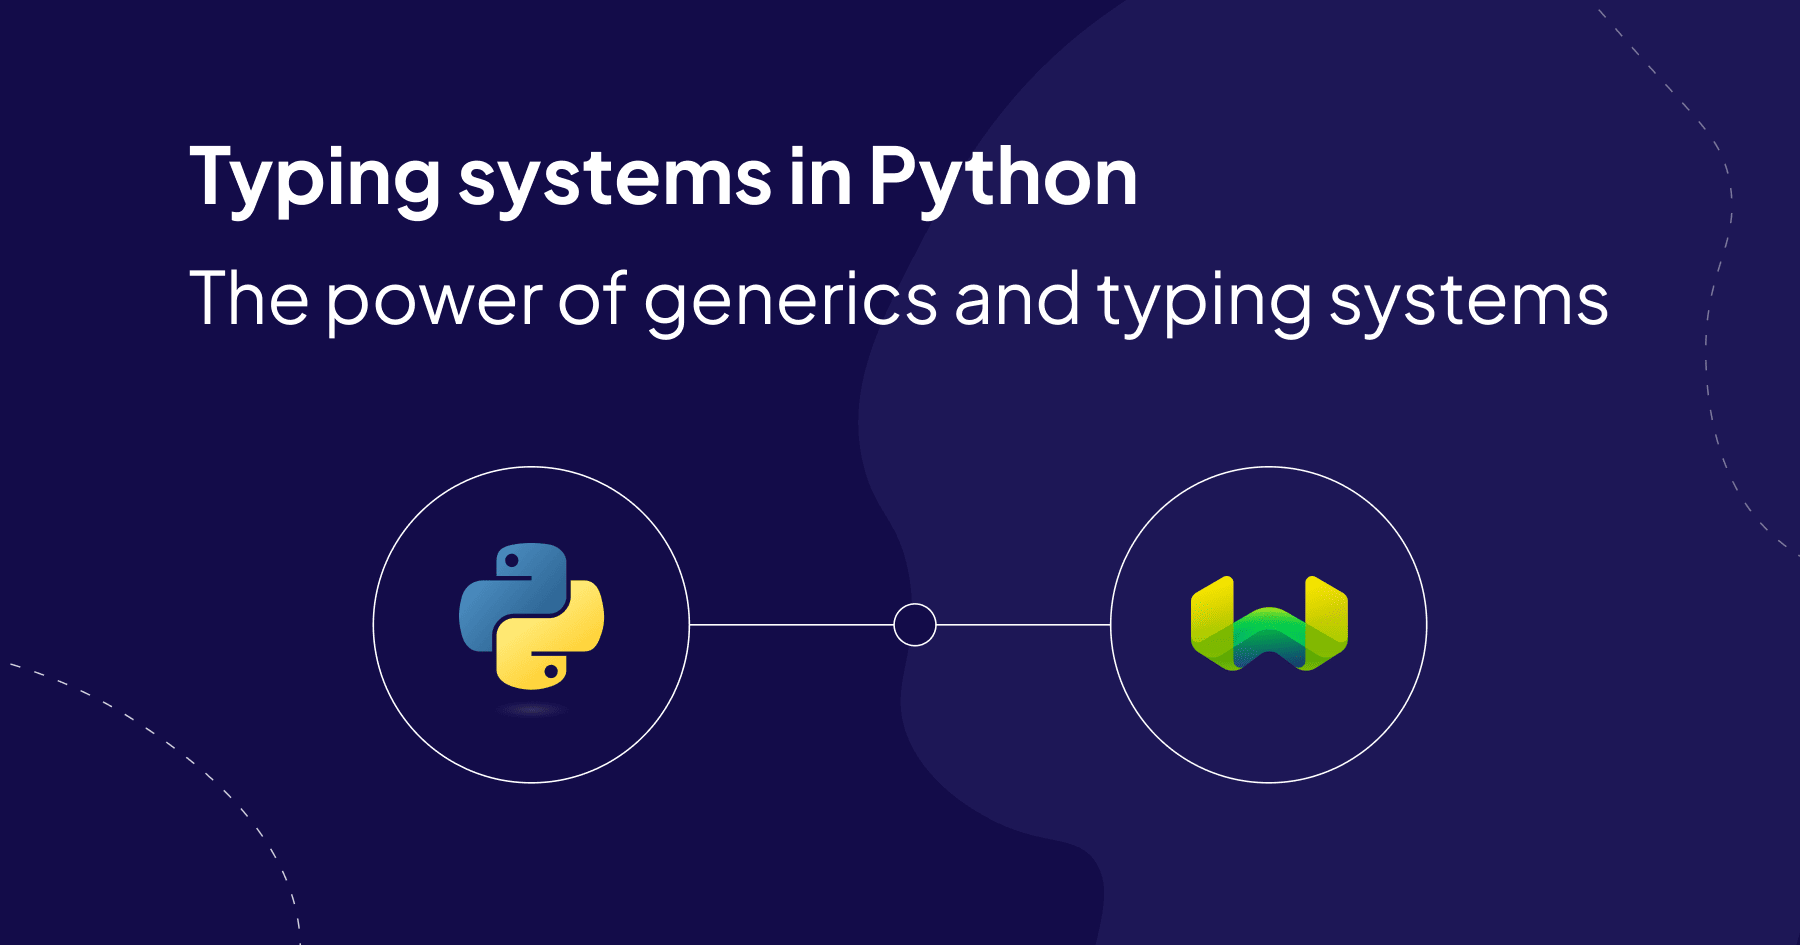 Typing systems in Python
The power of generics and typing systems